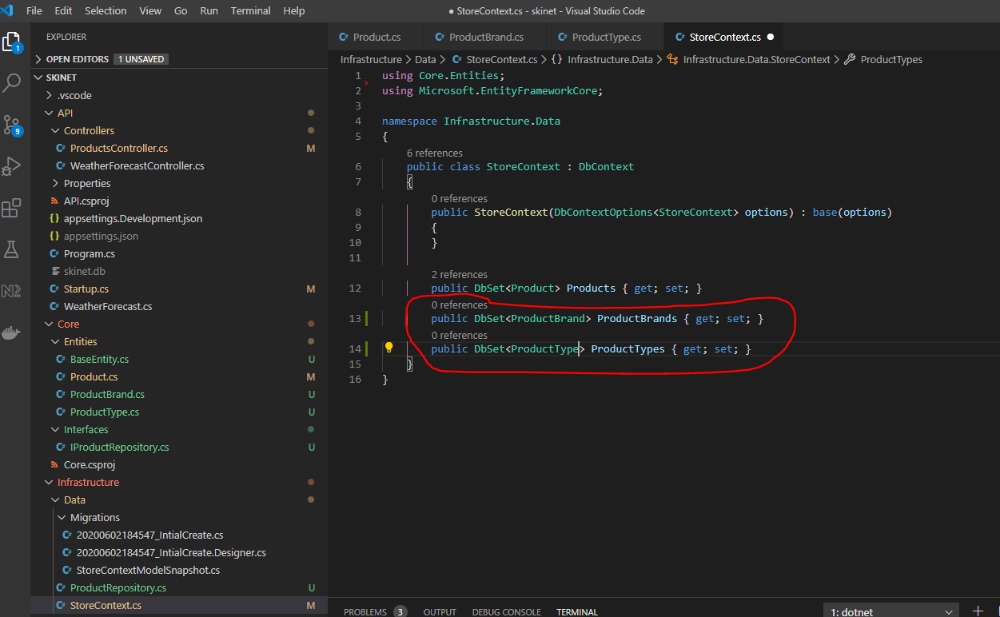 File Edit Selection View Go Run Terminal Help
● StoreContext.cs - skinet - Visual Studio Code
1
9
EXPLORER
OPEN EDITORS 1 UNSAVED
SKINET
.vscode
API
Controllers
C# ProductsController.cs M
C# WeatherForecastController.cs
Properties
API.csproj
{} appsettings.Development.json
{} appsettings.json
C# Program.cs
skinet.db
C# Startup.cs M
C# WeatherForecast.cs
Core
Entities
C# BaseEntity.cs U
C# Product.cs M
C# ProductBrand.cs U
C# ProductType.cs U
Interfaces
C# IProductRepository.cs U
Core.csproj
Infrastructure
Data
Migrations
C# 20200602184547_IntialCreate.cs
C# 20200602184547_IntialCreate.Designer.cs
C# StoreContextModelSnapshot.cs
C# ProductRepository.cs U
C# StoreContext.cs M
C# Product.cs C# ProductBrand.cs C# ProductType.cs C# StoreContext.cs ●
Infrastructure > Data > C# StoreContext.cs > {} Infrastructure.Data > Infrastructure.Data.StoreContext > ProductTypes
1 using Core.Entities;
2 using Microsoft.EntityFrameworkCore;
3
4 namespace Infrastructure.Data
5 {
6 references
6 public class StoreContext : DbContext
7 {
0 references
8 public StoreContext(DbContextOptions<StoreContext> options) : base(options)
9 {
10 }
11
2 references
12 public DbSet<Product> Products { get; set; }
0 references
13 public DbSet<ProductBrand> ProductBrands { get; set; }
0 references
14 public DbSet<ProductType> ProductTypes { get; set; }
15 }
16 }
PROBLEMS 3 OUTPUT DEBUG CONSOLE TERMINAL 1: dotnet